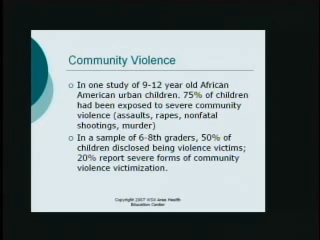 Community Violence
In one study of 9-12 year old African
American urban children. 75% of children
had been exposed to severe community
violence (assaults, rapes, nonfatal
shootings, murder)
In a sample of 6-8th graders, 50% of
children disclosed being violence victims;
20% report severe forms of community
violence victimization.
Copyright 2007 Area Health
Education Center